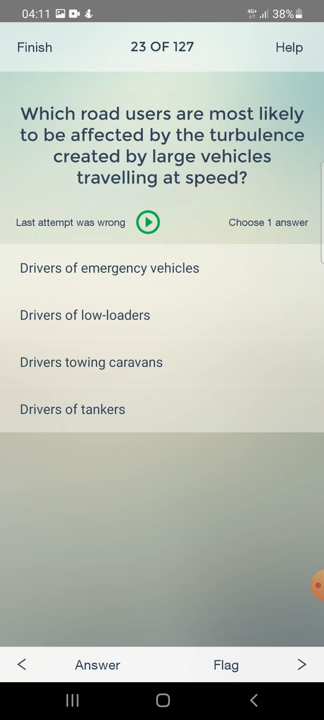 04:11 4G+ 38%
Finish 23 OF 127 Help
Which road users are most likely
to be affected by the turbulence
created by large vehicles
travelling at speed?
Last attempt was wrong Choose 1 answer
Drivers of emergency vehicles
Drivers of low-loaders
Drivers towing caravans
Drivers of tankers
< Answer Flag >